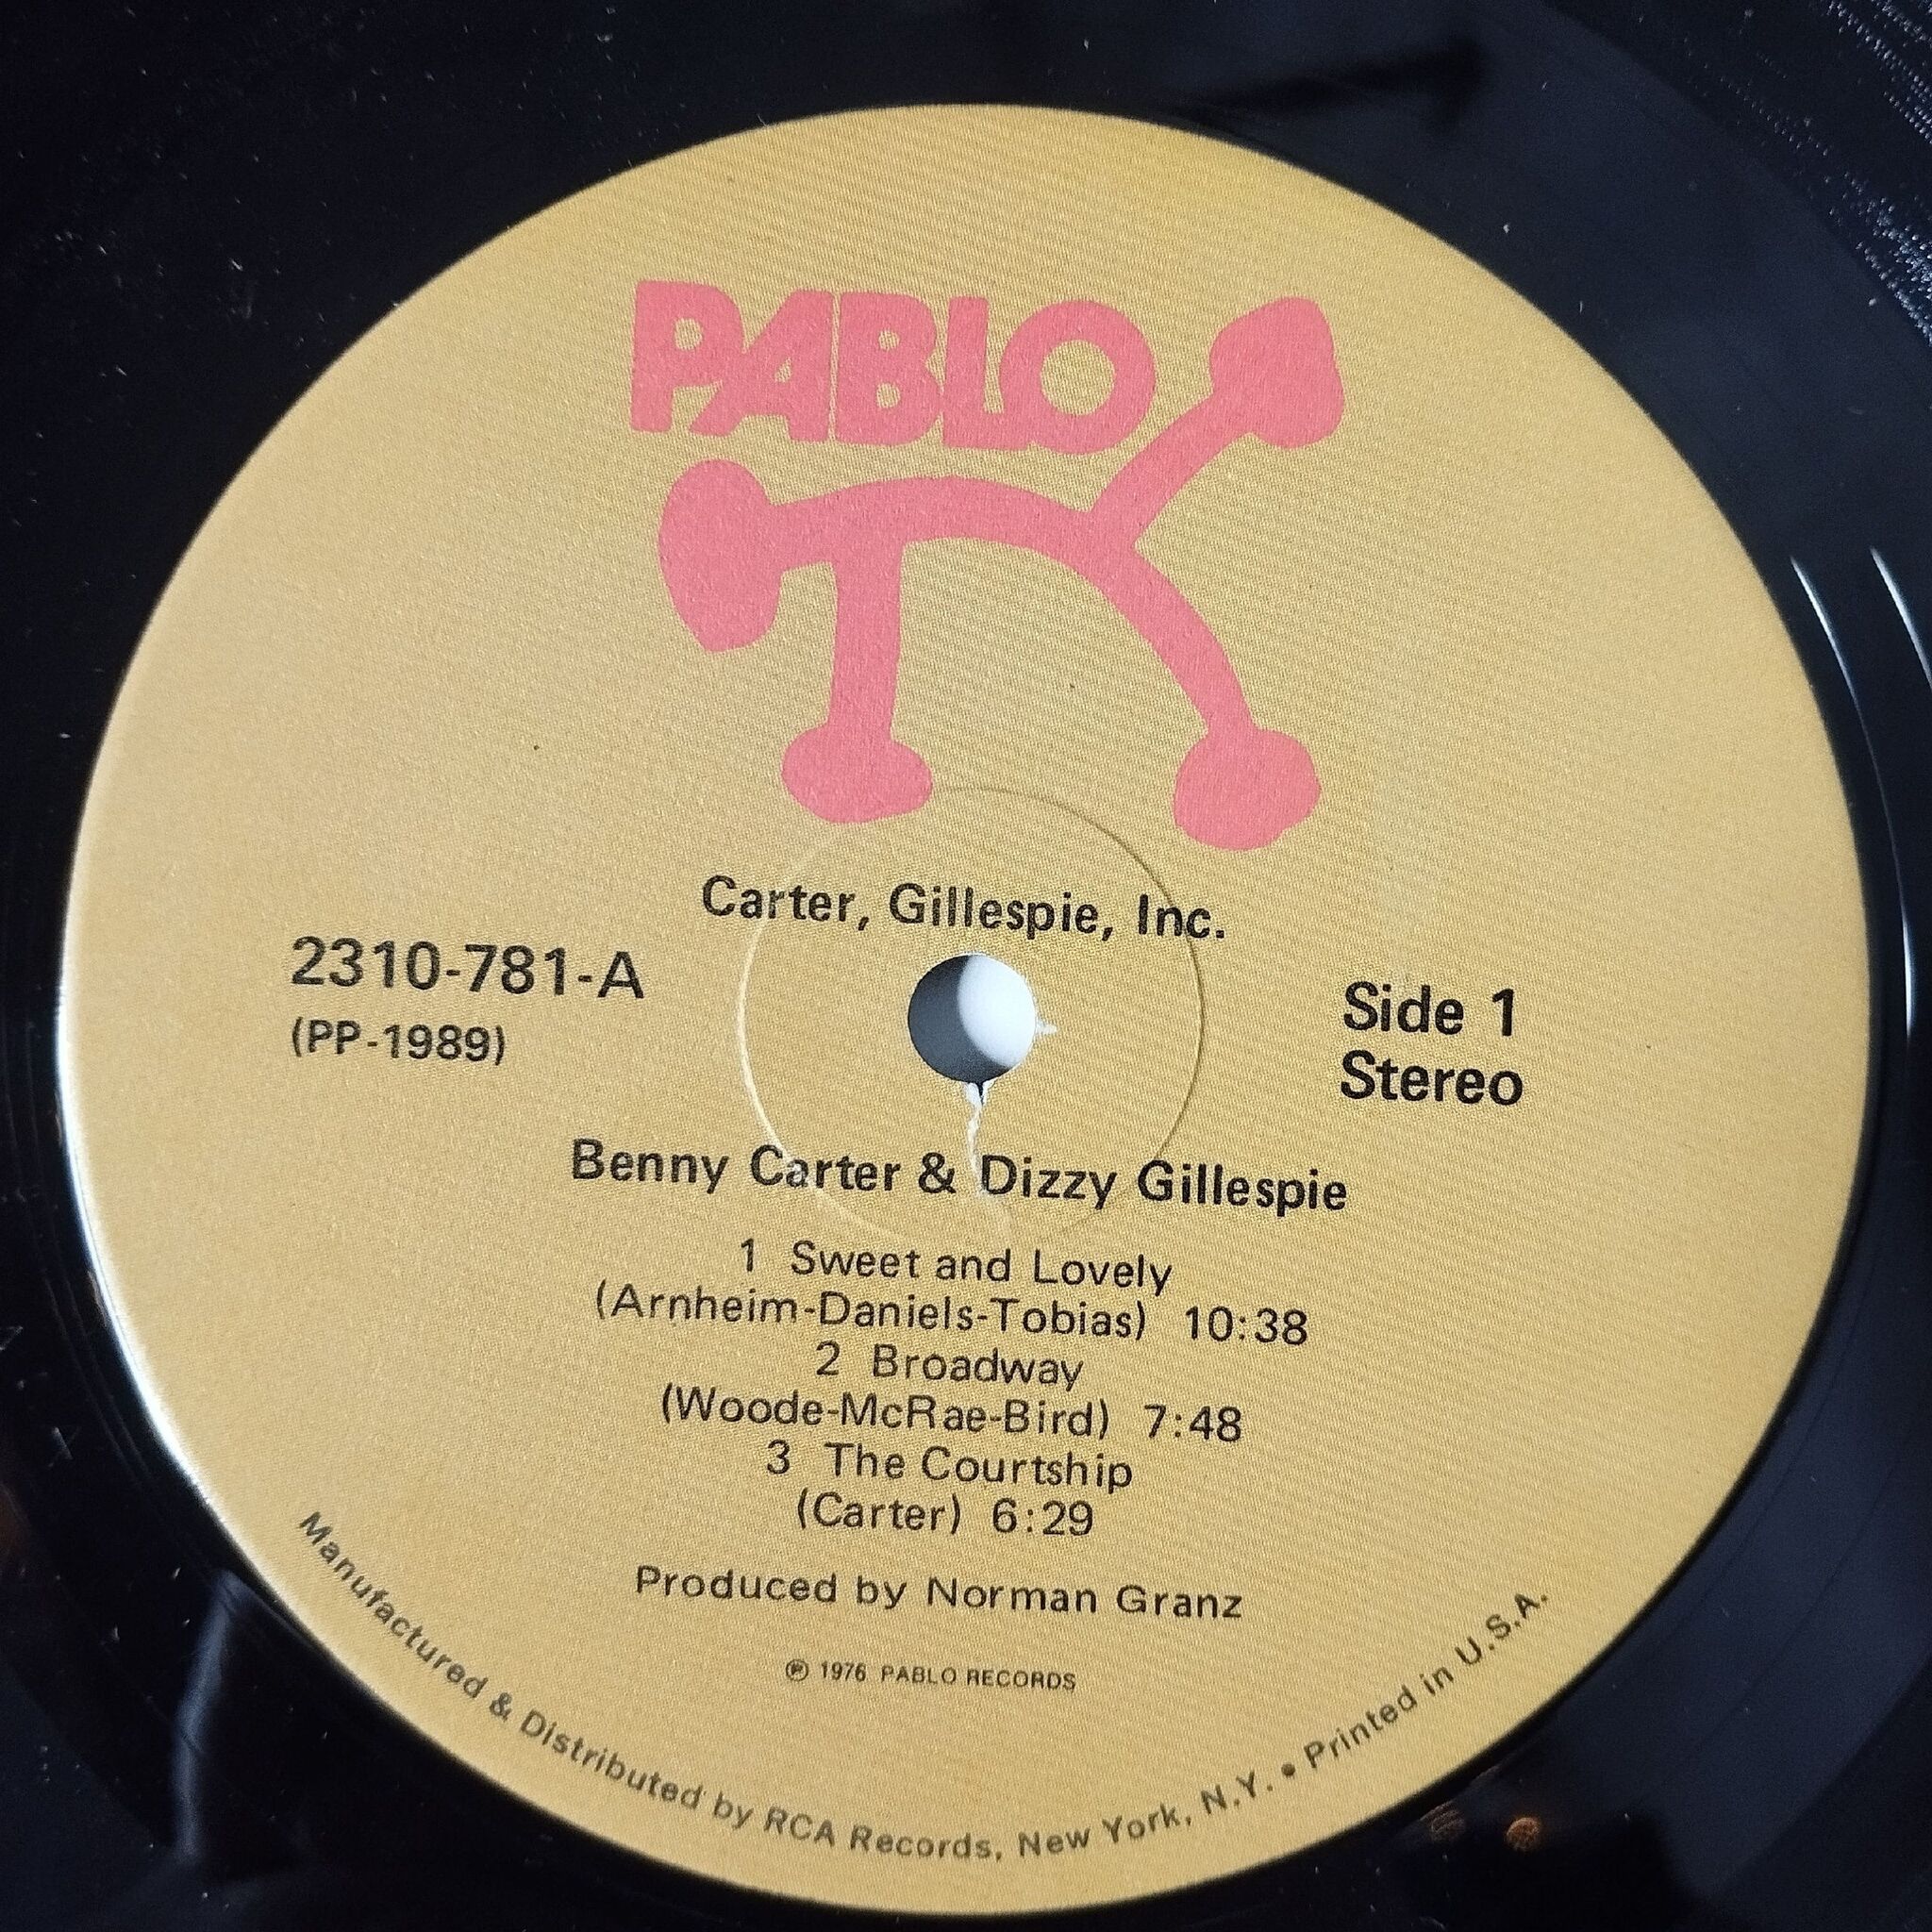 PABLO
Carter, Gillespie, Inc.
2310-781-A
(PP-1989)
Side 1
Stereo
Benny Carter & Dizzy Gillespie
1 Sweet and Lovely
(Arnheim-Daniels-Tobias) 10:38
2 Broadway
(Woode-McRae-Bird) 7:48
3 The Courtship
(Carter) 6:29
Produced by Norman Granz
℗ 1976 PABLO RECORDS
Manufactured & Distributed by RCA Records, New York, N.Y. • Printed in U.S.A.